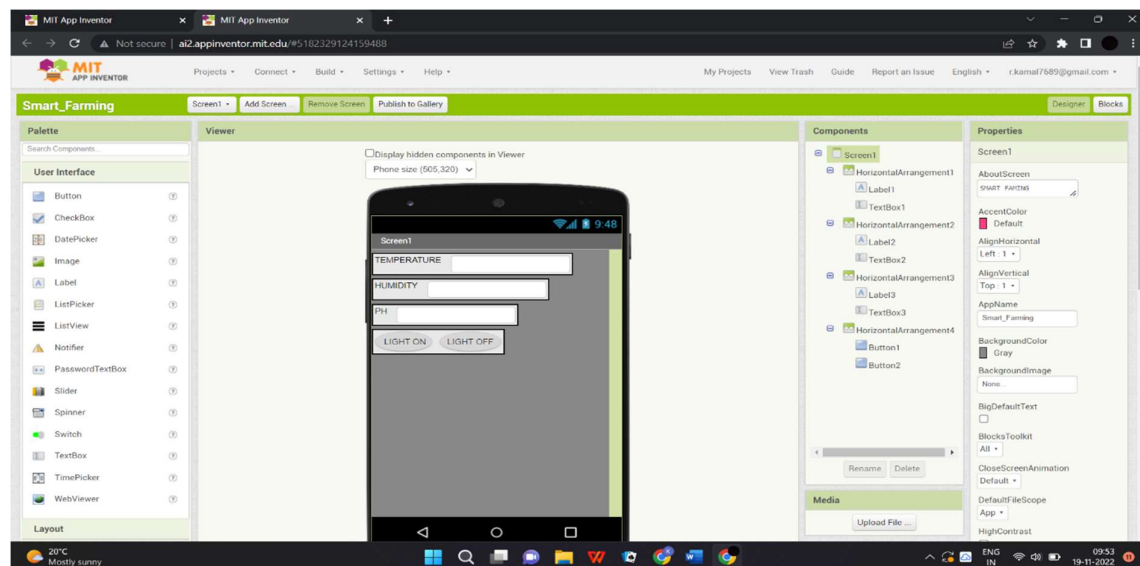 MIT App Inventor
MIT App Inventor
Not secure | ai2.appinventor.mit.edu/#5182329124159488
MIT
APP INVENTOR
Projects
Connect
Build
Settings
Help
My Projects
View Trash
Guide
Report an Issue
English
r.kamal7689@gmail.com
Smart_Farming
Screen1
Add Screen ...
Remove Screen
Publish to Gallery
Designer
Blocks
Palette
Search Components...
User Interface
Button
CheckBox
DatePicker
Image
Label
ListPicker
ListView
Notifier
PasswordTextBox
Slider
Spinner
Switch
TextBox
TimePicker
WebViewer
Layout
Viewer
Display hidden components in Viewer
Phone size (505,320)
9:48
Screen1
TEMPERATURE
HUMIDITY
PH
LIGHT ON
LIGHT OFF
Components
Screen1
HorizontalArrangement1
Label1
TextBox1
HorizontalArrangement2
Label2
TextBox2
HorizontalArrangement3
Label3
TextBox3
HorizontalArrangement4
Button1
Button2
Rename
Delete
Media
Upload File ...
Properties
Screen1
AboutScreen
SMART FAMING
AccentColor
Default
AlignHorizontal
Left : 1
AlignVertical
Top : 1
AppName
Smart_Farming
BackgroundColor
Gray
BackgroundImage
None...
BigDefaultText
BlocksToolkit
All
CloseScreenAnimation
Default
DefaultFileScope
App
HighContrast
20°C
Mostly sunny
ENG
IN
09:53
19-11-2022